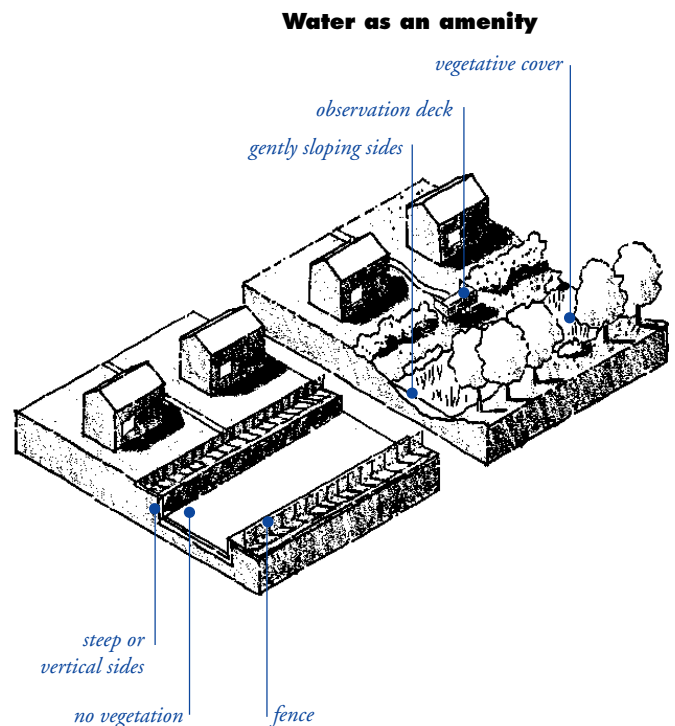 Water as an amenity
vegetative cover
observation deck
gently sloping sides
steep or
vertical sides
no vegetation
fence